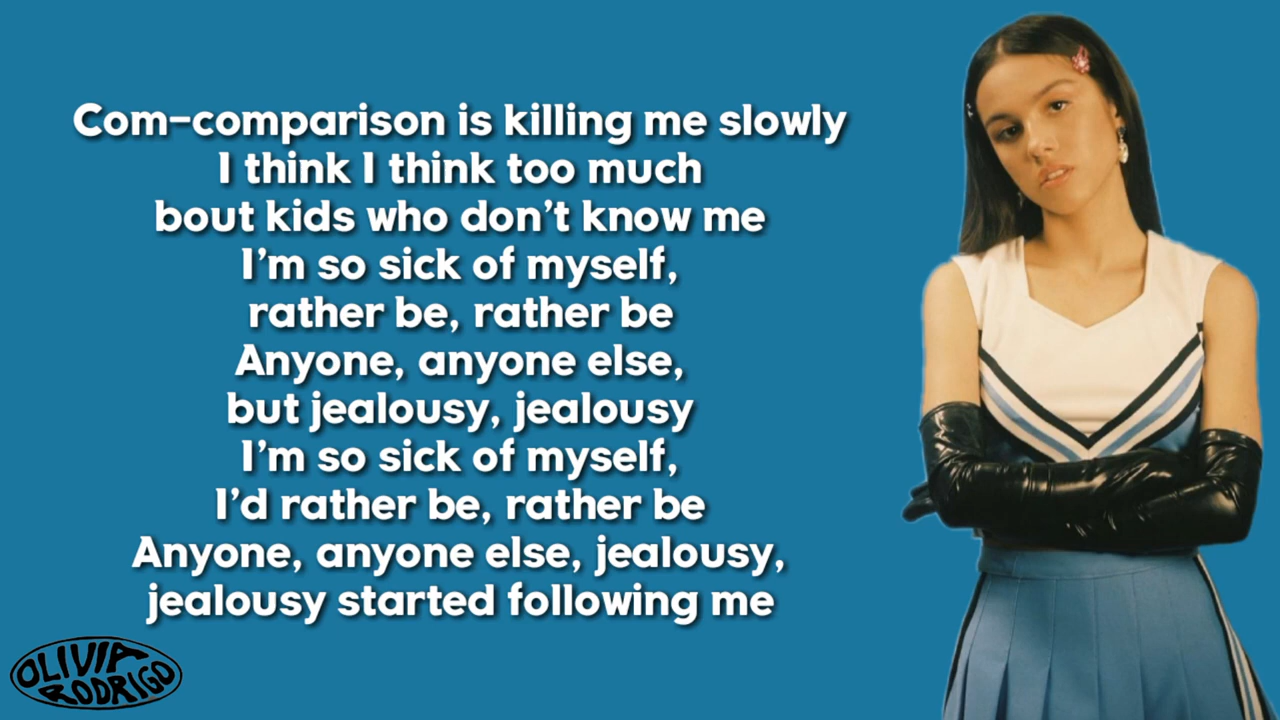 Com-comparison is killing me slowly
I think I think too much
bout kids who don't know me
I'm so sick of myself,
rather be, rather be
Anyone, anyone else,
but jealousy, jealousy
I'm so sick of myself,
I'd rather be, rather be
Anyone, anyone else, jealousy,
jealousy started following me
OLIVIA
RODRIGO